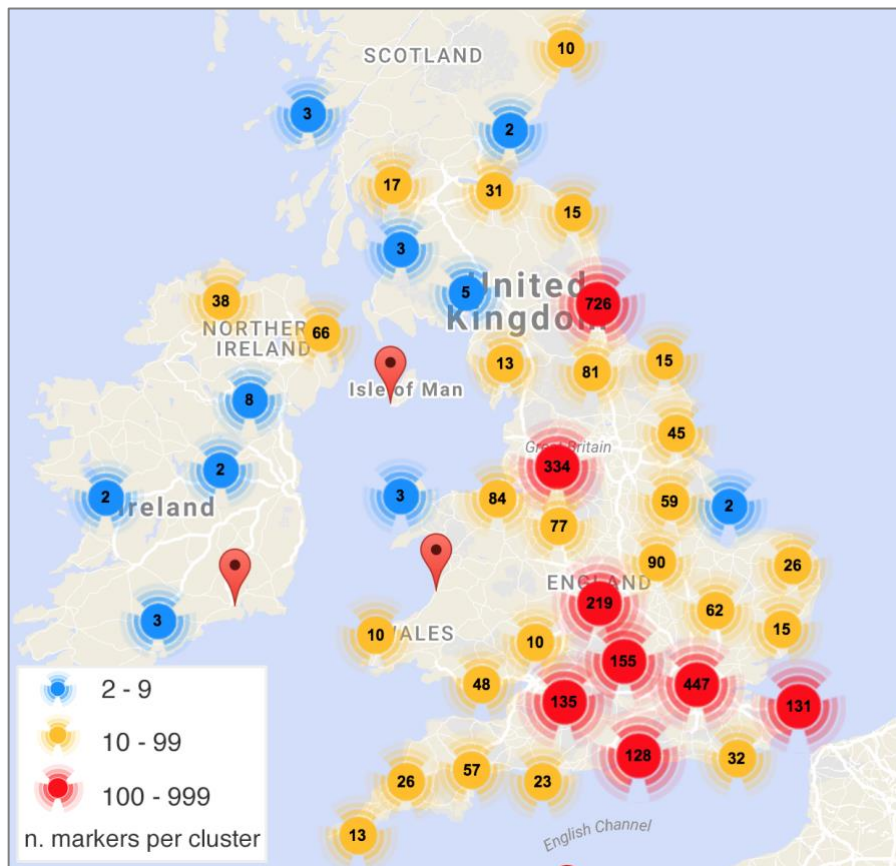 10
SCOTLAND
3
2
17
31
15
3
5
United
Kingdom
726
38
NORTHERN
IRELAND
66
13
81
15
Isle of Man
8
45
Great Britain
334
2
2
Ireland
3
84
59
2
77
90
26
ENGLAND
219
62
3
10
WALES
10
15
155
48
447
135
131
128
32
57
26
23
13
English Channel
2 - 9
10 - 99
100 - 999
n. markers per cluster